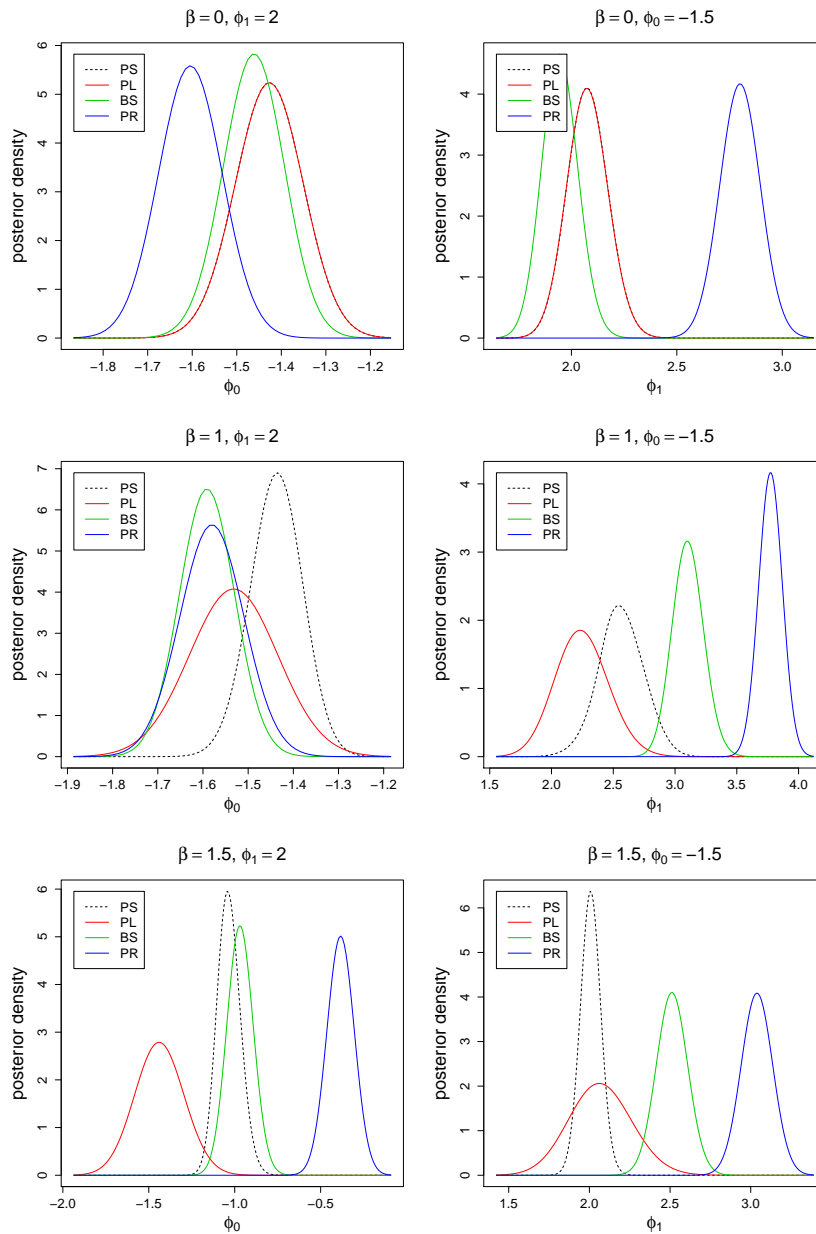 β = 0, ϕ₁ = 2
PS
PL
BS
PR
posterior density
0 1 2 3 4 5 6
−1.8 −1.7 −1.6 −1.5 −1.4 −1.3 −1.2
ϕ₀
β = 0, ϕ₀ = −1.5
PS
PL
BS
PR
posterior density
0 1 2 3 4
2.0 2.5 3.0
ϕ₁
β = 1, ϕ₁ = 2
PS
PL
BS
PR
posterior density
0 1 2 3 4 5 6 7
−1.9 −1.8 −1.7 −1.6 −1.5 −1.4 −1.3 −1.2
ϕ₀
β = 1, ϕ₀ = −1.5
PS
PL
BS
PR
posterior density
0 1 2 3 4
1.5 2.0 2.5 3.0 3.5 4.0
ϕ₁
β = 1.5, ϕ₁ = 2
PS
PL
BS
PR
posterior density
0 1 2 3 4 5 6
−2.0 −1.5 −1.0 −0.5
ϕ₀
β = 1.5, ϕ₀ = −1.5
PS
PL
BS
PR
posterior density
0 1 2 3 4 5 6
1.5 2.0 2.5 3.0
ϕ₁